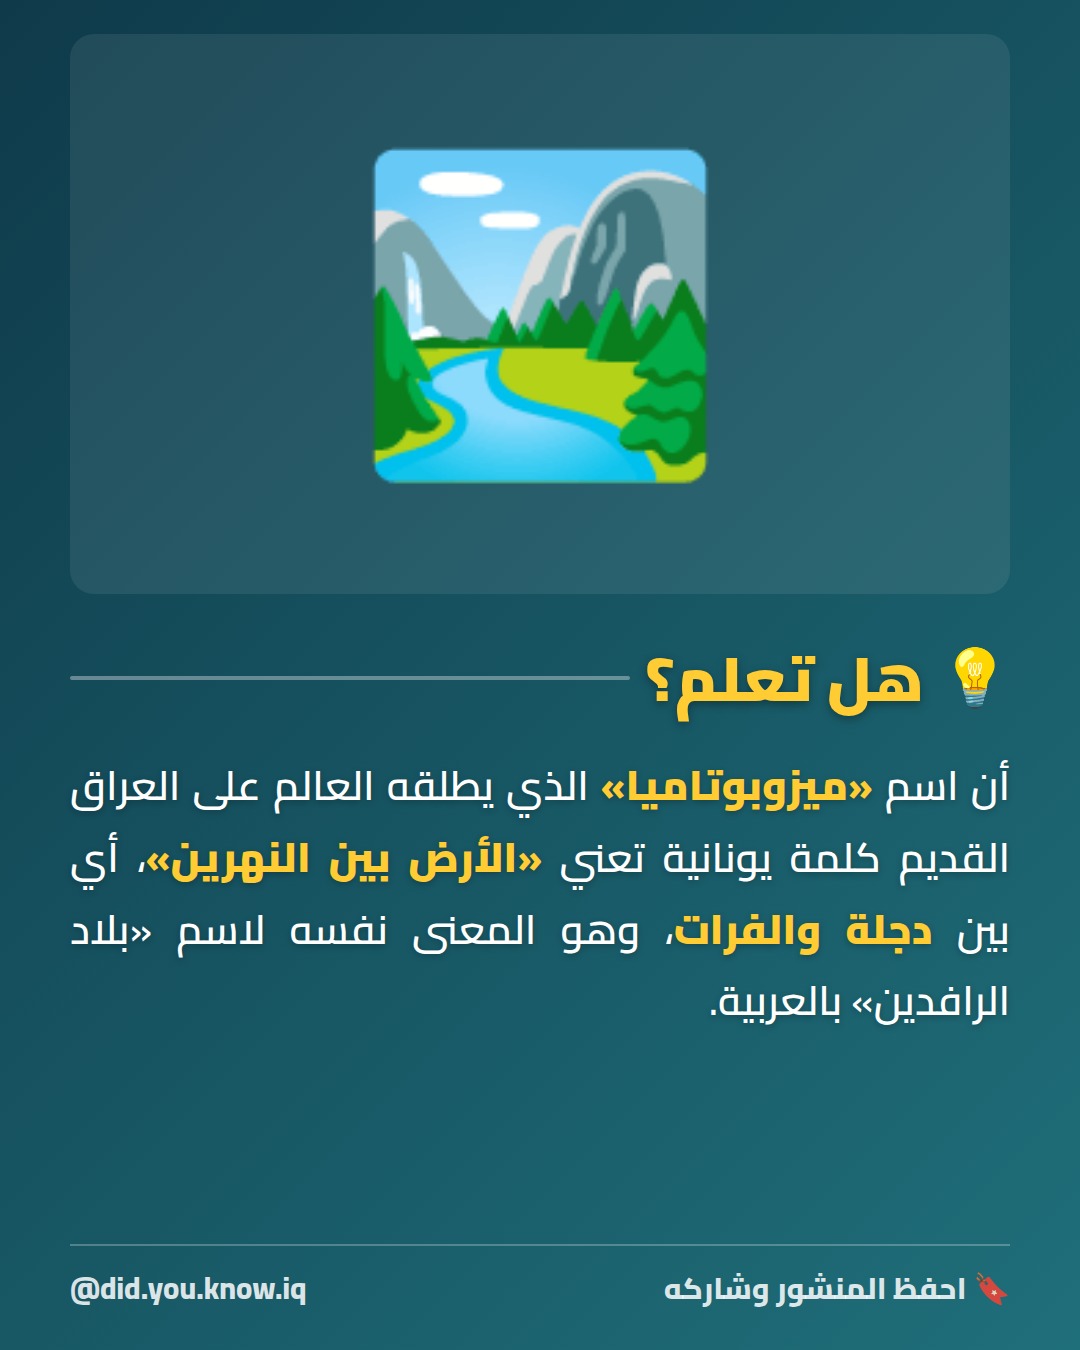 💡 هل تعلم؟
أن اسم «ميزوبوتاميا» الذي يطلقه العالم على العراق
القديم كلمة يونانية تعني «الأرض بين النهرين»، أي
بين دجلة والفرات، وهو المعنى نفسه لاسم «بلاد
الرافدين» بالعربية.
🔖 احفظ المنشور وشاركه
@did.you.know.iq